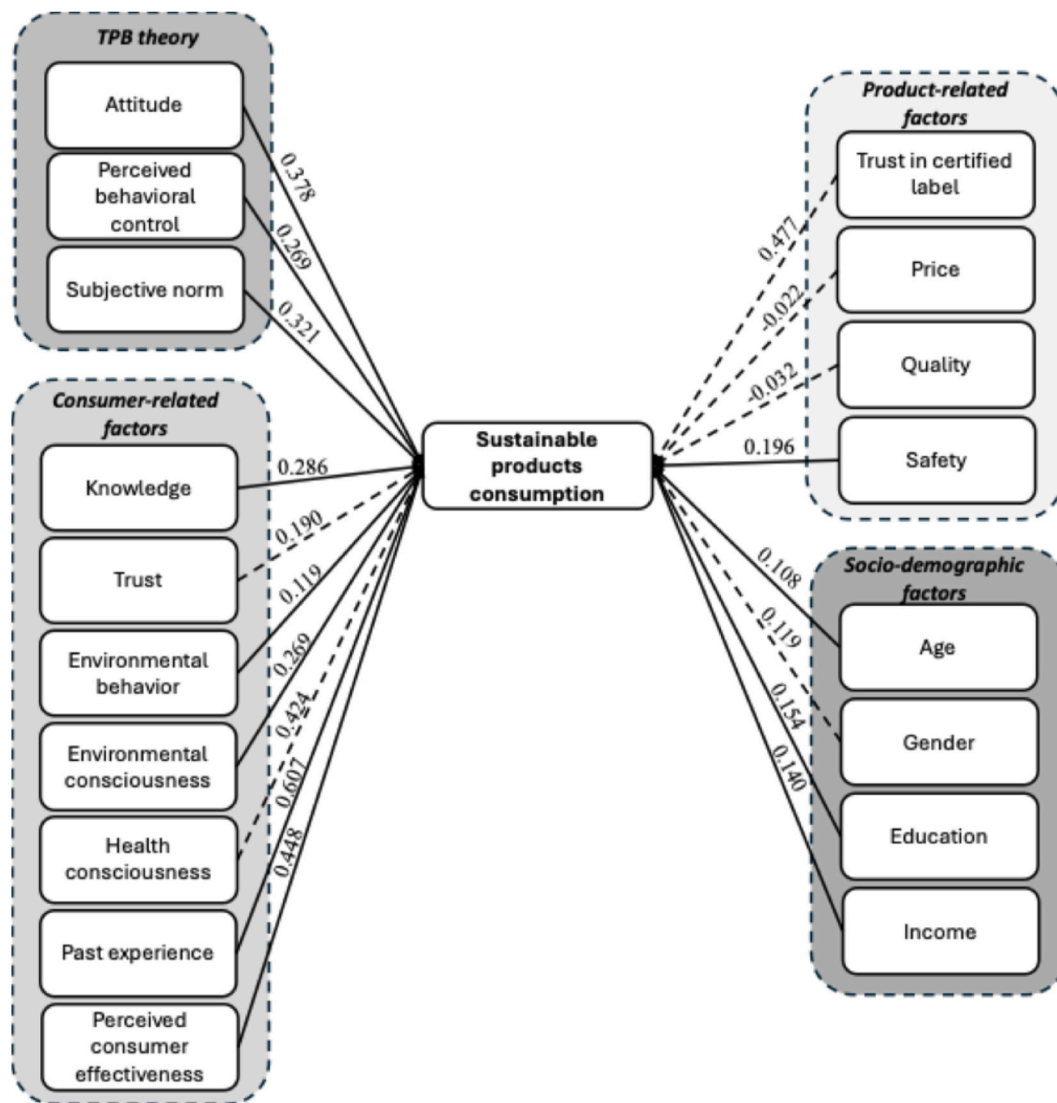 TPB theory
Attitude
Perceived
behavioral
control
Subjective norm
0.378
0.269
0.321
Consumer-related
factors
Knowledge
Trust
Environmental
behavior
Environmental
consciousness
Health
consciousness
Past experience
Perceived
consumer
effectiveness
0.286
0.190
0.119
0.269
0.424
0.607
0.448
Sustainable
products
consumption
Product-related
factors
Trust in certified
label
Price
Quality
Safety
0.477
-0.022
-0.032
0.196
Socio-demographic
factors
Age
Gender
Education
Income
0.108
0.119
0.154
0.140